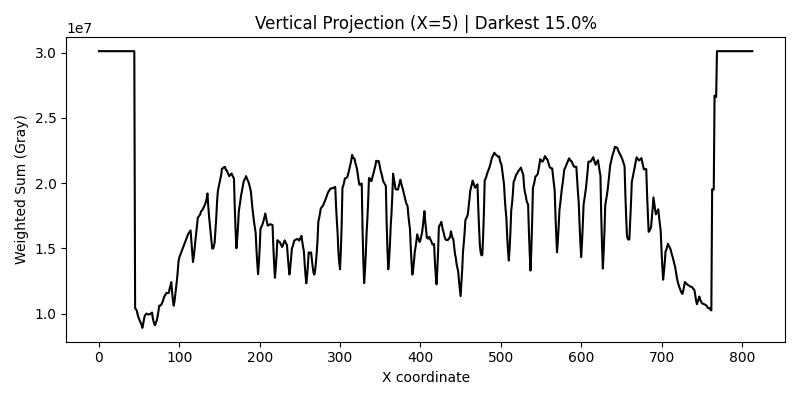 Vertical Projection (X=5) | Darkest 15.0%
1e7
3.0
2.5
2.0
1.5
1.0
Weighted Sum (Gray)
0 100 200 300 400 500 600 700 800
X coordinate